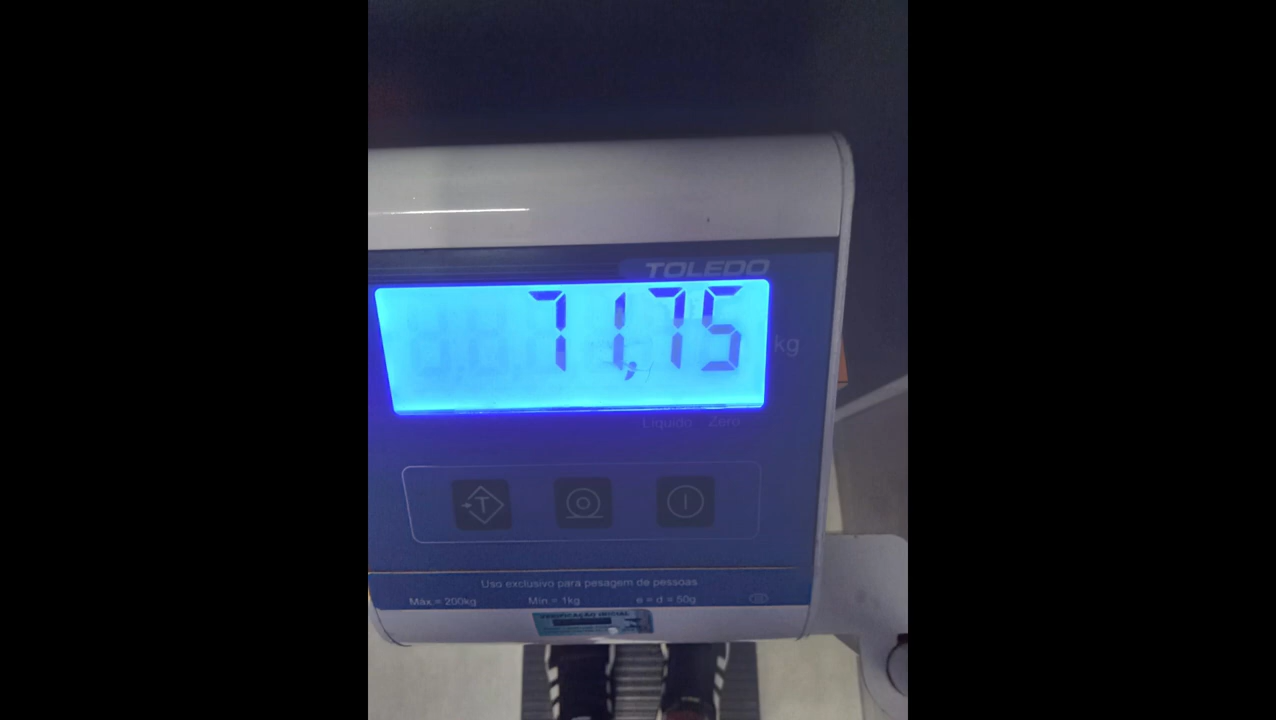 TOLEDO
71,75
kg
Líquido Zero
T
Uso exclusivo para pesagem de pessoas
Máx = 200kg Mín = 1kg e = d = 50g